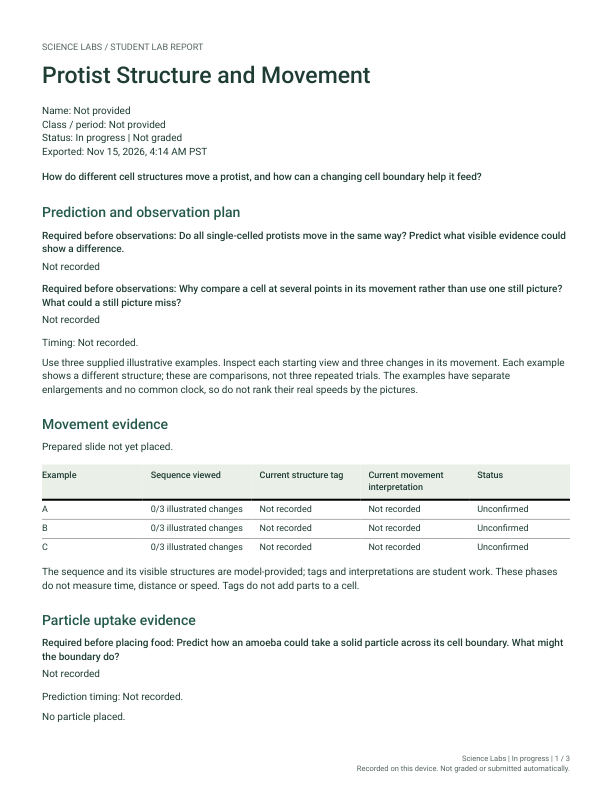 SCIENCE LABS / STUDENT LAB REPORT
Protist Structure and Movement
Name: Not provided
Class / period: Not provided
Status: In progress | Not graded
Exported: Nov 15, 2026, 4:14 AM PST
How do different cell structures move a protist, and how can a changing cell boundary help it feed?
Prediction and observation plan
Required before observations: Do all single-celled protists move in the same way? Predict what visible evidence could
show a difference.
Not recorded
Required before observations: Why compare a cell at several points in its movement rather than use one still picture?
What could a still picture miss?
Not recorded
Timing: Not recorded.
Use three supplied illustrative examples. Inspect each starting view and three changes in its movement. Each example
shows a different structure; these are comparisons, not three repeated trials. The examples have separate
enlargements and no common clock, so do not rank their real speeds by the pictures.
Movement evidence
Prepared slide not yet placed.
Example Sequence viewed Current structure tag Current movement interpretation Status
A 0/3 illustrated changes Not recorded Not recorded Unconfirmed
B 0/3 illustrated changes Not recorded Not recorded Unconfirmed
C 0/3 illustrated changes Not recorded Not recorded Unconfirmed
The sequence and its visible structures are model-provided; tags and interpretations are student work. These phases
do not measure time, distance or speed. Tags do not add parts to a cell.
Particle uptake evidence
Required before placing food: Predict how an amoeba could take a solid particle across its cell boundary. What might
the boundary do?
Not recorded
Prediction timing: Not recorded.
No particle placed.
Science Labs | In progress | 1 / 3
Recorded on this device. Not graded or submitted automatically.